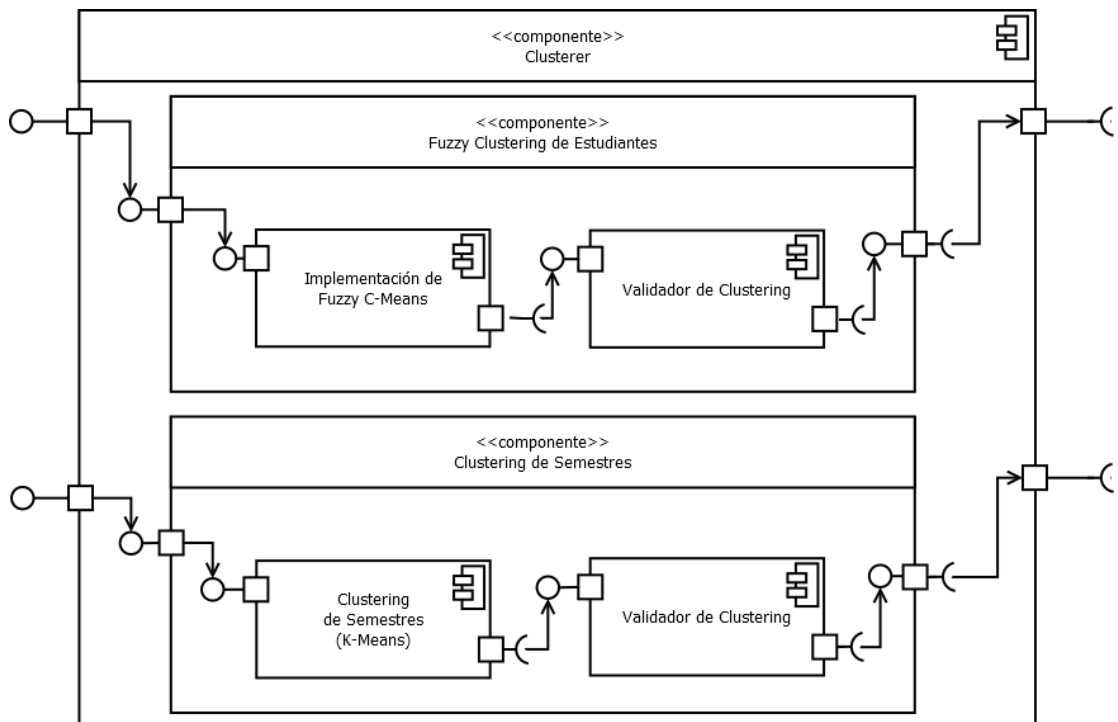 <<componente>>
Clusterer
<<componente>>
Fuzzy Clustering de Estudiantes
Implementación de
Fuzzy C-Means
Validador de Clustering
<<componente>>
Clustering de Semestres
Clustering
de Semestres
(K-Means)
Validador de Clustering